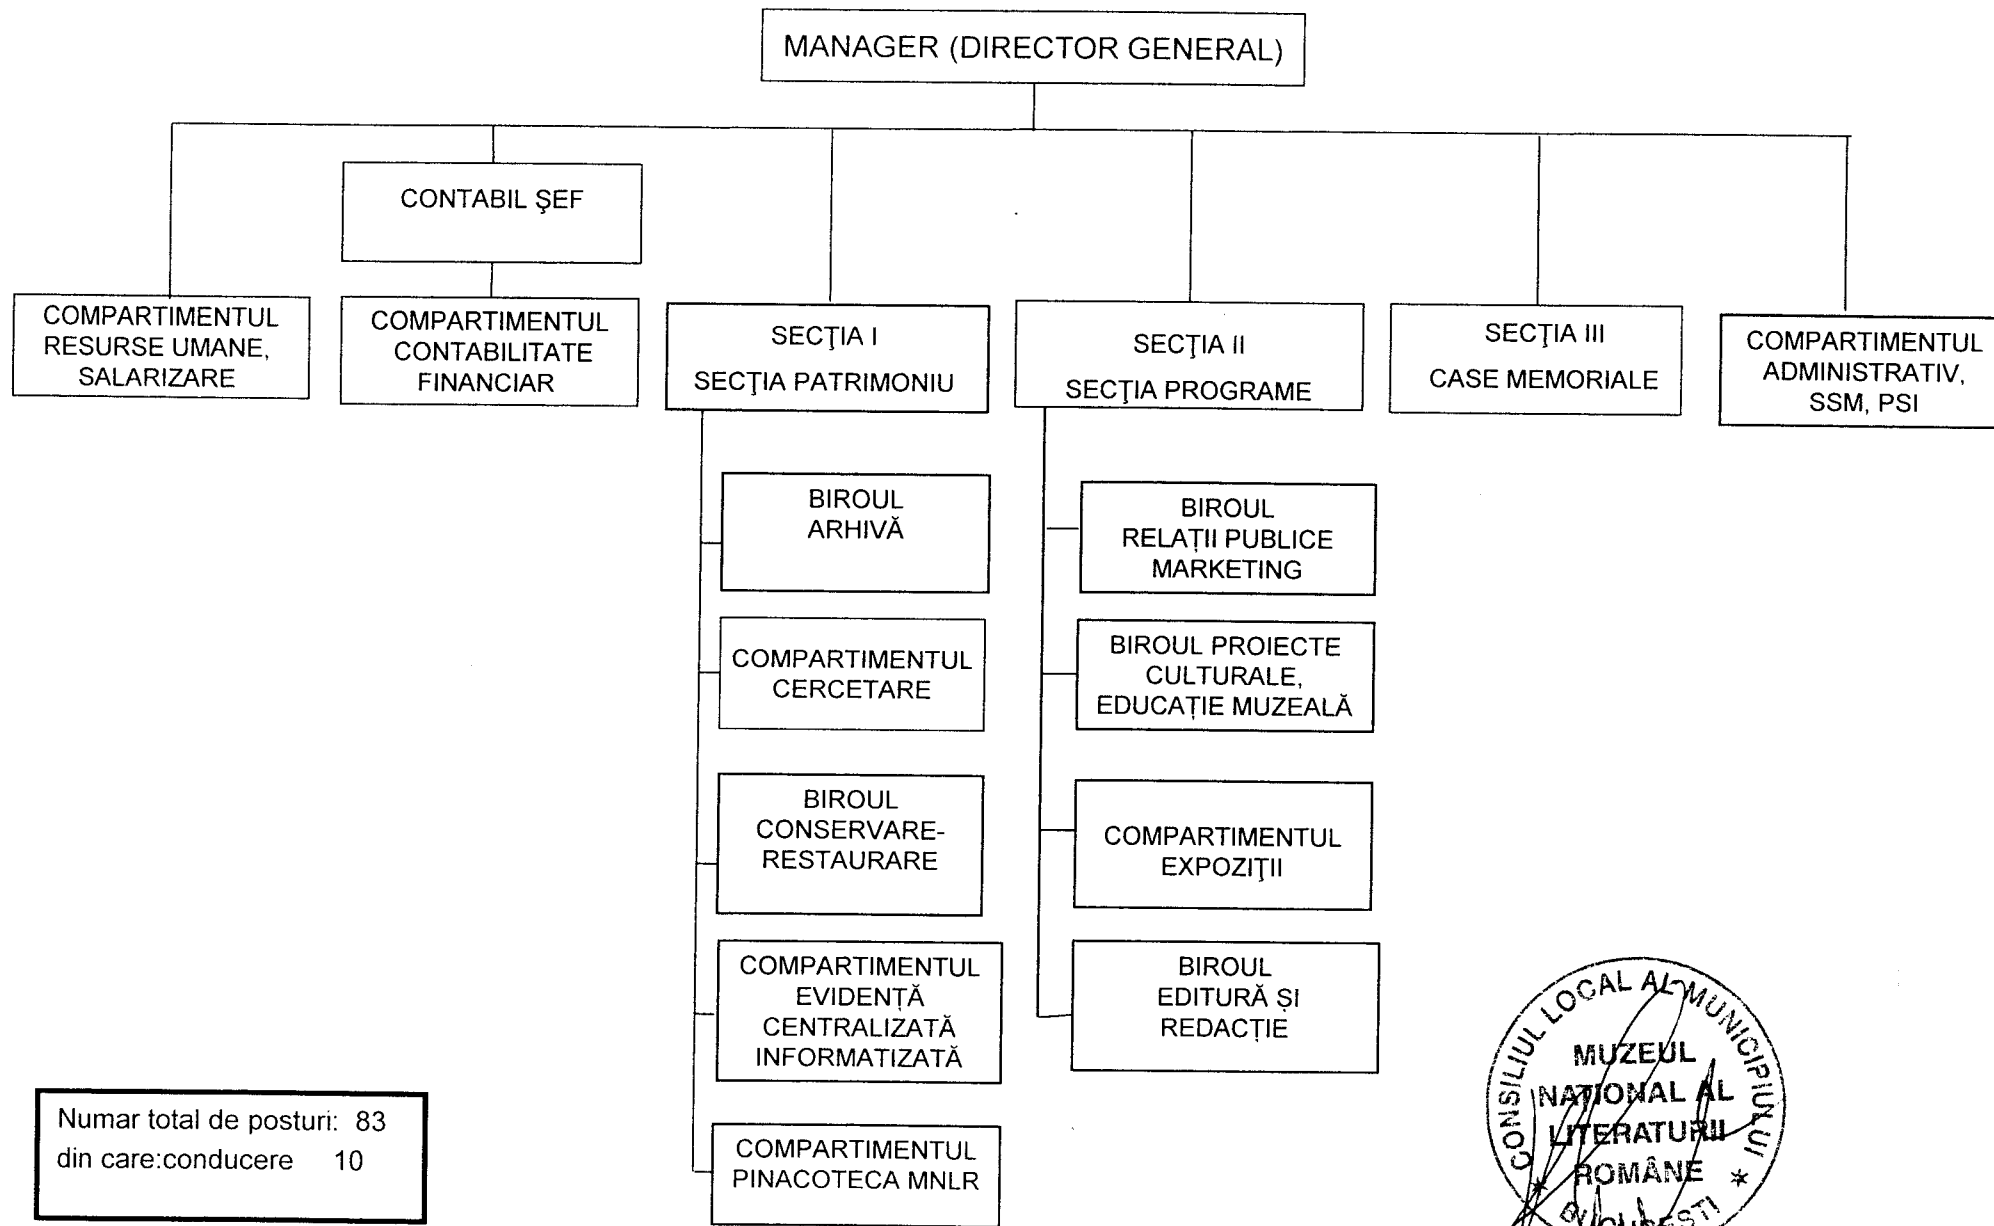 MANAGER (DIRECTOR GENERAL)
CONTABIL ŞEF
COMPARTIMENTUL
RESURSE UMANE,
SALARIZARE
COMPARTIMENTUL
CONTABILITATE
FINANCIAR
SECŢIA I
SECŢIA PATRIMONIU
SECŢIA II
SECŢIA PROGRAME
SECŢIA III
CASE MEMORIALE
COMPARTIMENTUL
ADMINISTRATIV,
SSM, PSI
BIROUL
ARHIVĂ
COMPARTIMENTUL
CERCETARE
BIROUL
CONSERVARE-
RESTAURARE
COMPARTIMENTUL
EVIDENȚĂ
CENTRALIZATĂ
INFORMATIZATĂ
COMPARTIMENTUL
PINACOTECA MNLR
BIROUL
RELAȚII PUBLICE
MARKETING
BIROUL PROIECTE
CULTURALE,
EDUCAȚIE MUZEALĂ
COMPARTIMENTUL
EXPOZIŢII
BIROUL
EDITURĂ ȘI
REDACȚIE
Numar total de posturi: 83
din care:conducere 10
CONSILIUL LOCAL AL MUNICIPIULUI
MUZEUL
NAȚIONAL AL
LITERATURII
ROMÂNE
BUCUREȘTI